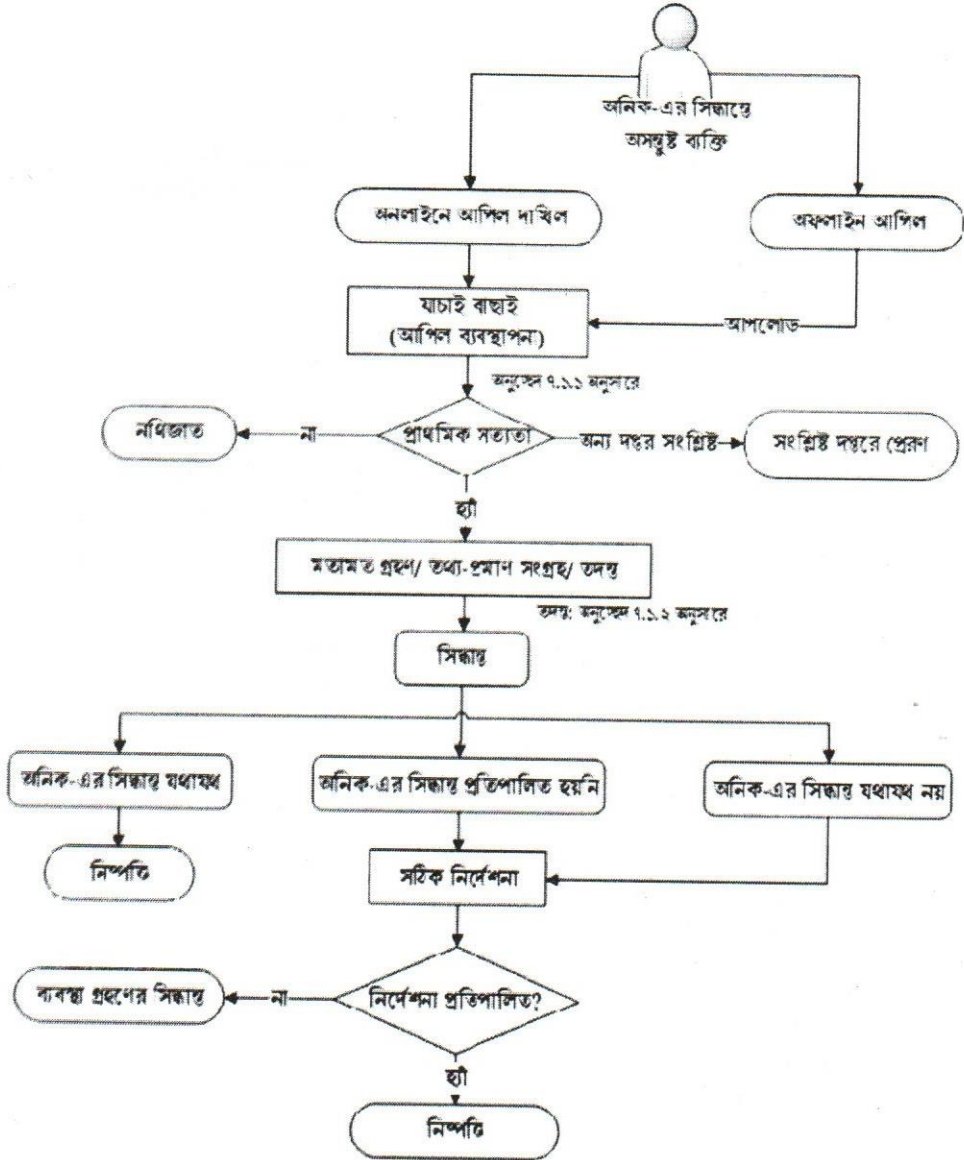 অনিক-এর সিদ্ধান্তে
অসন্তুষ্ট ব্যক্তি
অনলাইনে আপিল দাখিল
অফলাইন আপিল
যাচাই বাছাই
(আপিল ব্যবস্থাপনা)
আপলোড
অনুচ্ছেদ ৭.১.১ অনুসারে
নথিজাত
না
প্রাথমিক সত্যতা
অন্য দপ্তর সংশ্লিষ্ট
সংশ্লিষ্ট দপ্তরে প্রেরণ
হ্যাঁ
মতামত গ্রহণ/ তথ্য-প্রমাণ সংগ্রহ/ তদন্ত
তদন্ত: অনুচ্ছেদ ৭.১.২ অনুসারে
সিদ্ধান্ত
অনিক-এর সিদ্ধান্ত যথাযথ
অনিক-এর সিদ্ধান্ত প্রতিপালিত হয়নি
অনিক-এর সিদ্ধান্ত যথাযথ নয়
নিষ্পত্তি
সঠিক নির্দেশনা
ব্যবস্থা গ্রহণের সিদ্ধান্ত
না
নির্দেশনা প্রতিপালিত?
হ্যাঁ
নিষ্পত্তি